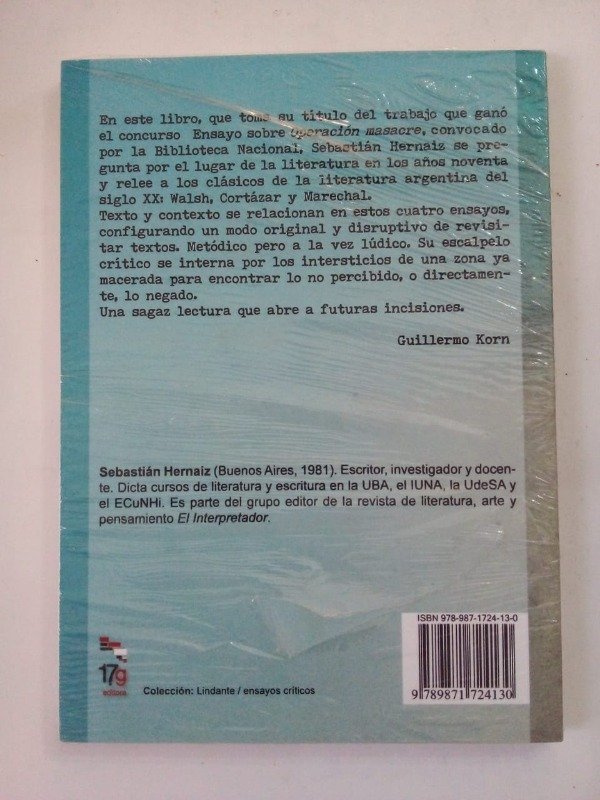 En este libro, que toma su título del trabajo que ganó
el concurso Ensayo sobre Operación masacre, convocado
por la Biblioteca Nacional, Sebastián Hernaiz se pre-
gunta por el lugar de la literatura en los años noventa
y relee a los clásicos de la literatura argentina del
siglo XX: Walsh, Cortázar y Marechal.
Texto y contexto se relacionan en estos cuatro ensayos,
configurando un modo original y disruptivo de revisi-
tar textos. Metódico pero a la vez lúdico. Su escalpelo
crítico se interna por los intersticios de una zona ya
macerada para encontrar lo no percibido, o directamen-
te, lo negado.
Una sagaz lectura que abre a futuras incisiones.
Guillermo Korn
Sebastián Hernaiz (Buenos Aires, 1981). Escritor, investigador y docen-
te. Dicta cursos de literatura y escritura en la UBA, el IUNA, la UdeSA y
el ECuNHi. Es parte del grupo editor de la revista de literatura, arte y
pensamiento El Interpretador.
ISBN 978-987-1724-13-0
9 789871 724130
17g
editora
Colección: Lindante / ensayos críticos